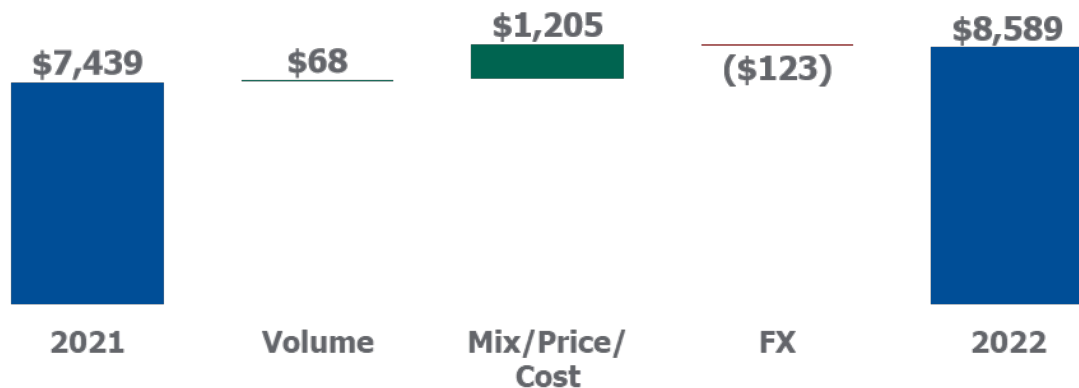 $7,439
$68
$1,205
($123)
$8,589
2021
Volume
Mix/Price/
Cost
FX
2022